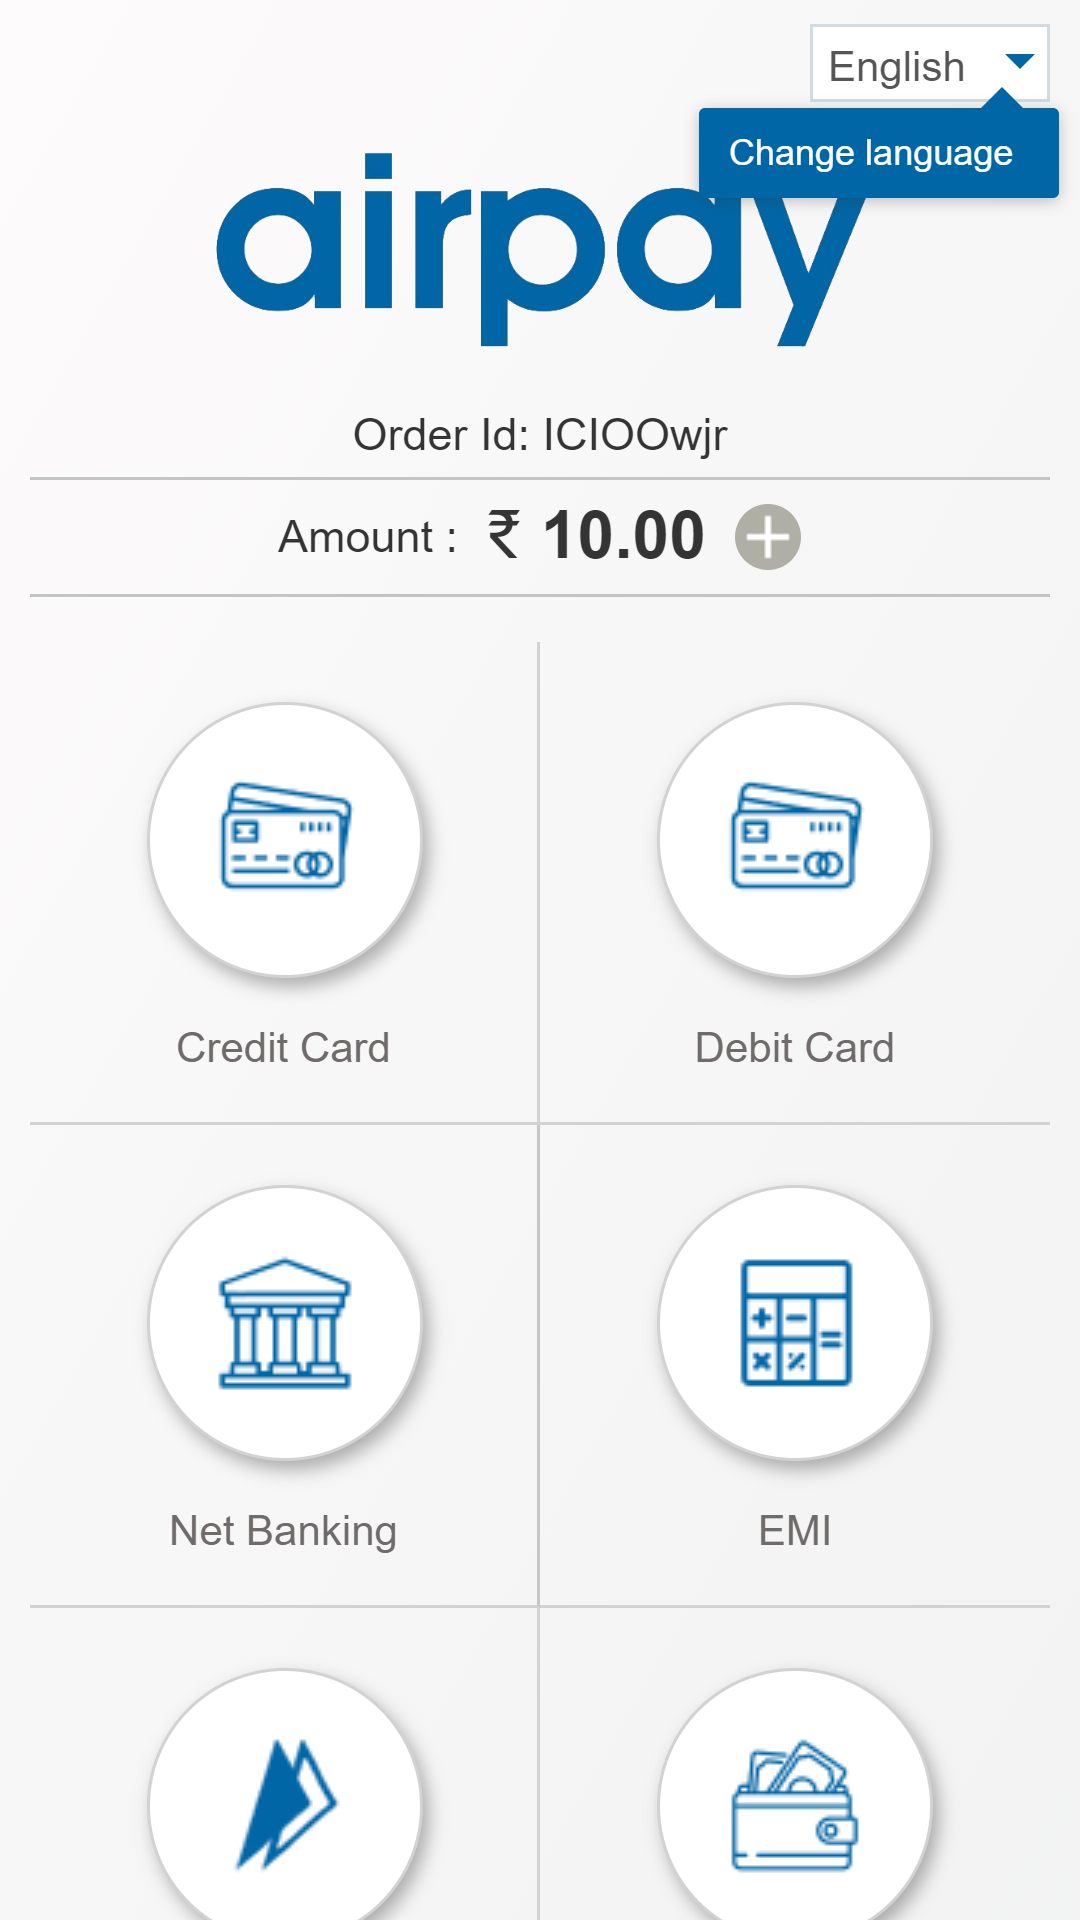 English
Change language
airpay
Order Id: ICIOOwjr
Amount : ₹ 10.00
Credit Card
Debit Card
Net Banking
EMI